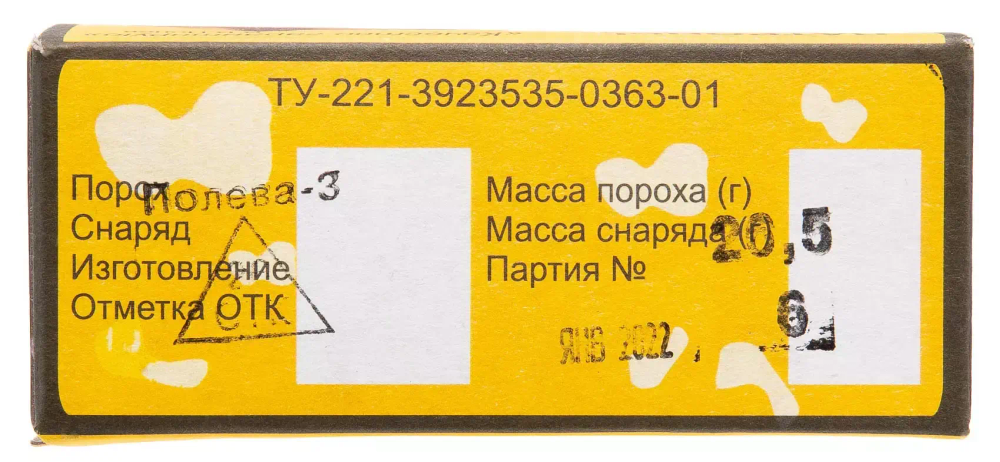 ТУ-221-3923535-0363-01
Порох Полева-3
Снаряд
Изготовление
Отметка ОТК
ОТК
Масса пороха (г)
Масса снаряда (г) 20,5
Партия №
6
ЯНВ 2022